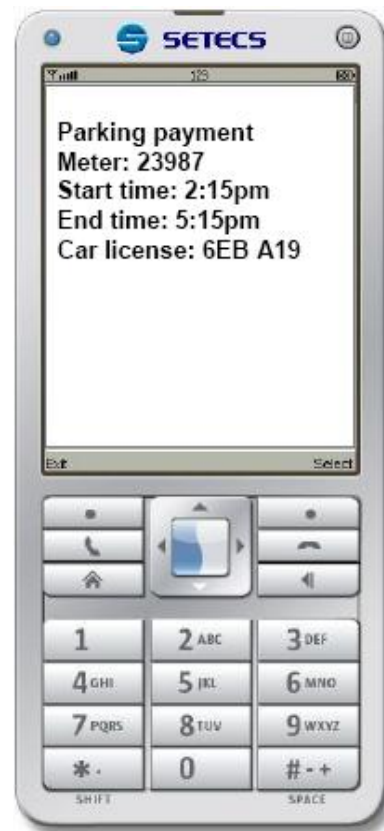 SETECS
123
Parking payment
Meter: 23987
Start time: 2:15pm
End time: 5:15pm
Car license: 6EB A19
Exit Select
1 2 ABC 3 DEF
4 GHI 5 JKL 6 MNO
7 PQRS 8 TUV 9 WXYZ
* . 0 # - +
SHIFT SPACE